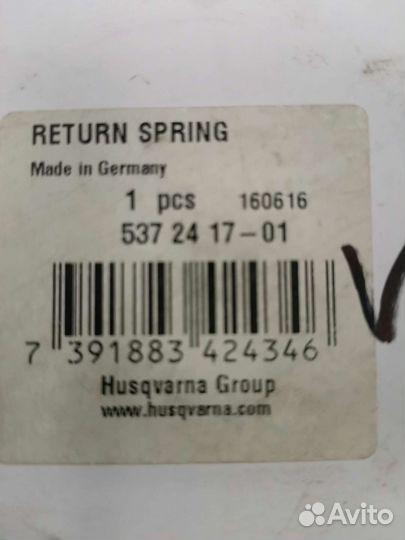 RETURN SPRING
Made in Germany
1 pcs 160616
537 24 17-01
7 391883 424346
Husqvarna Group
www.husqvarna.com
Avito